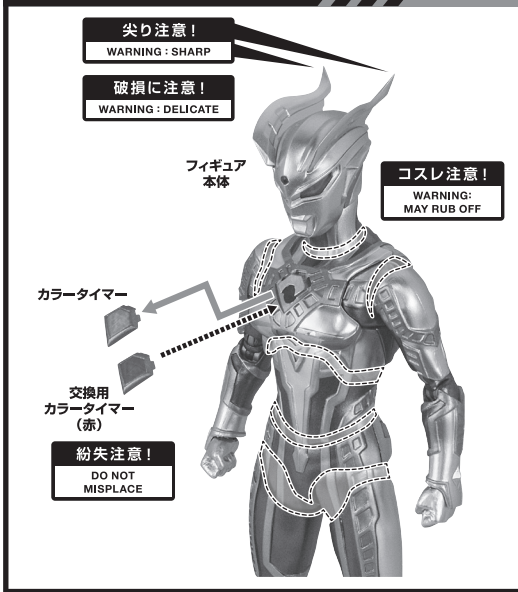 尖り注意!
WARNING : SHARP
破損に注意!
WARNING : DELICATE
フィギュア
本体
コスレ注意!
WARNING:
MAY RUB OFF
カラータイマー
交換用
カラータイマー
(赤)
紛失注意!
DO NOT
MISPLACE